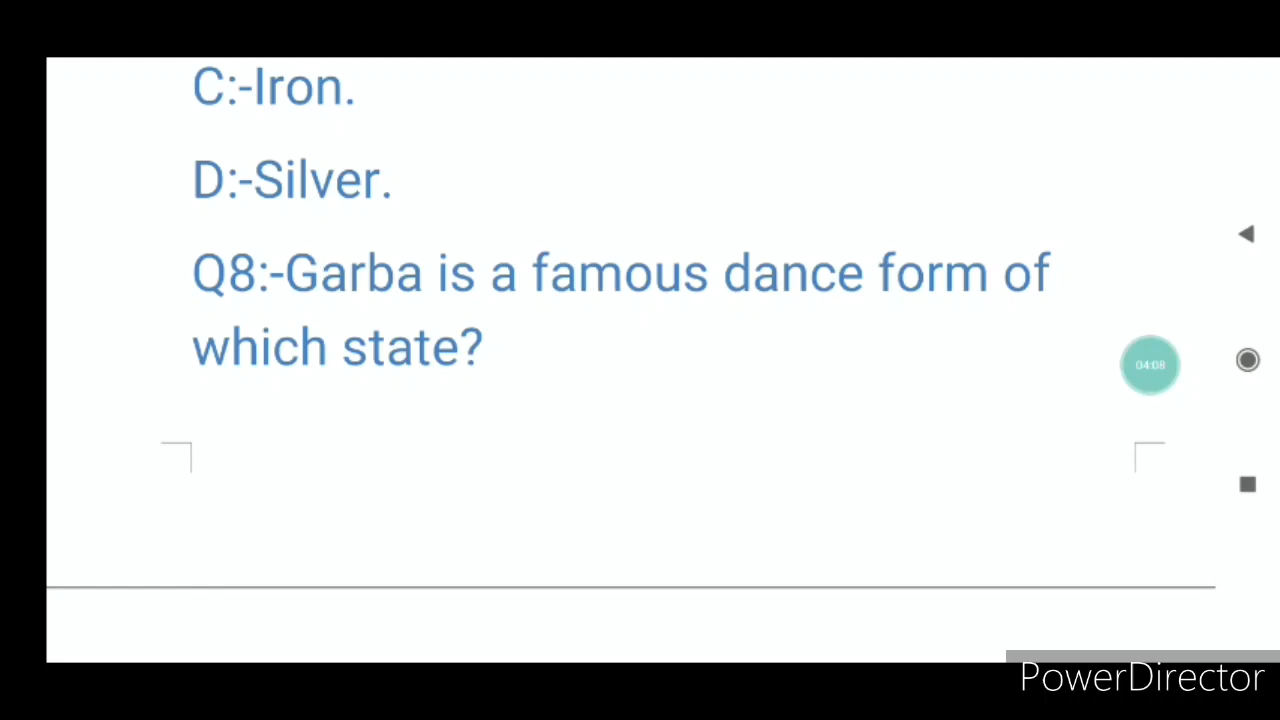 C:-Iron.
D:-Silver.
Q8:-Garba is a famous dance form of
which state?
04:08
PowerDirector